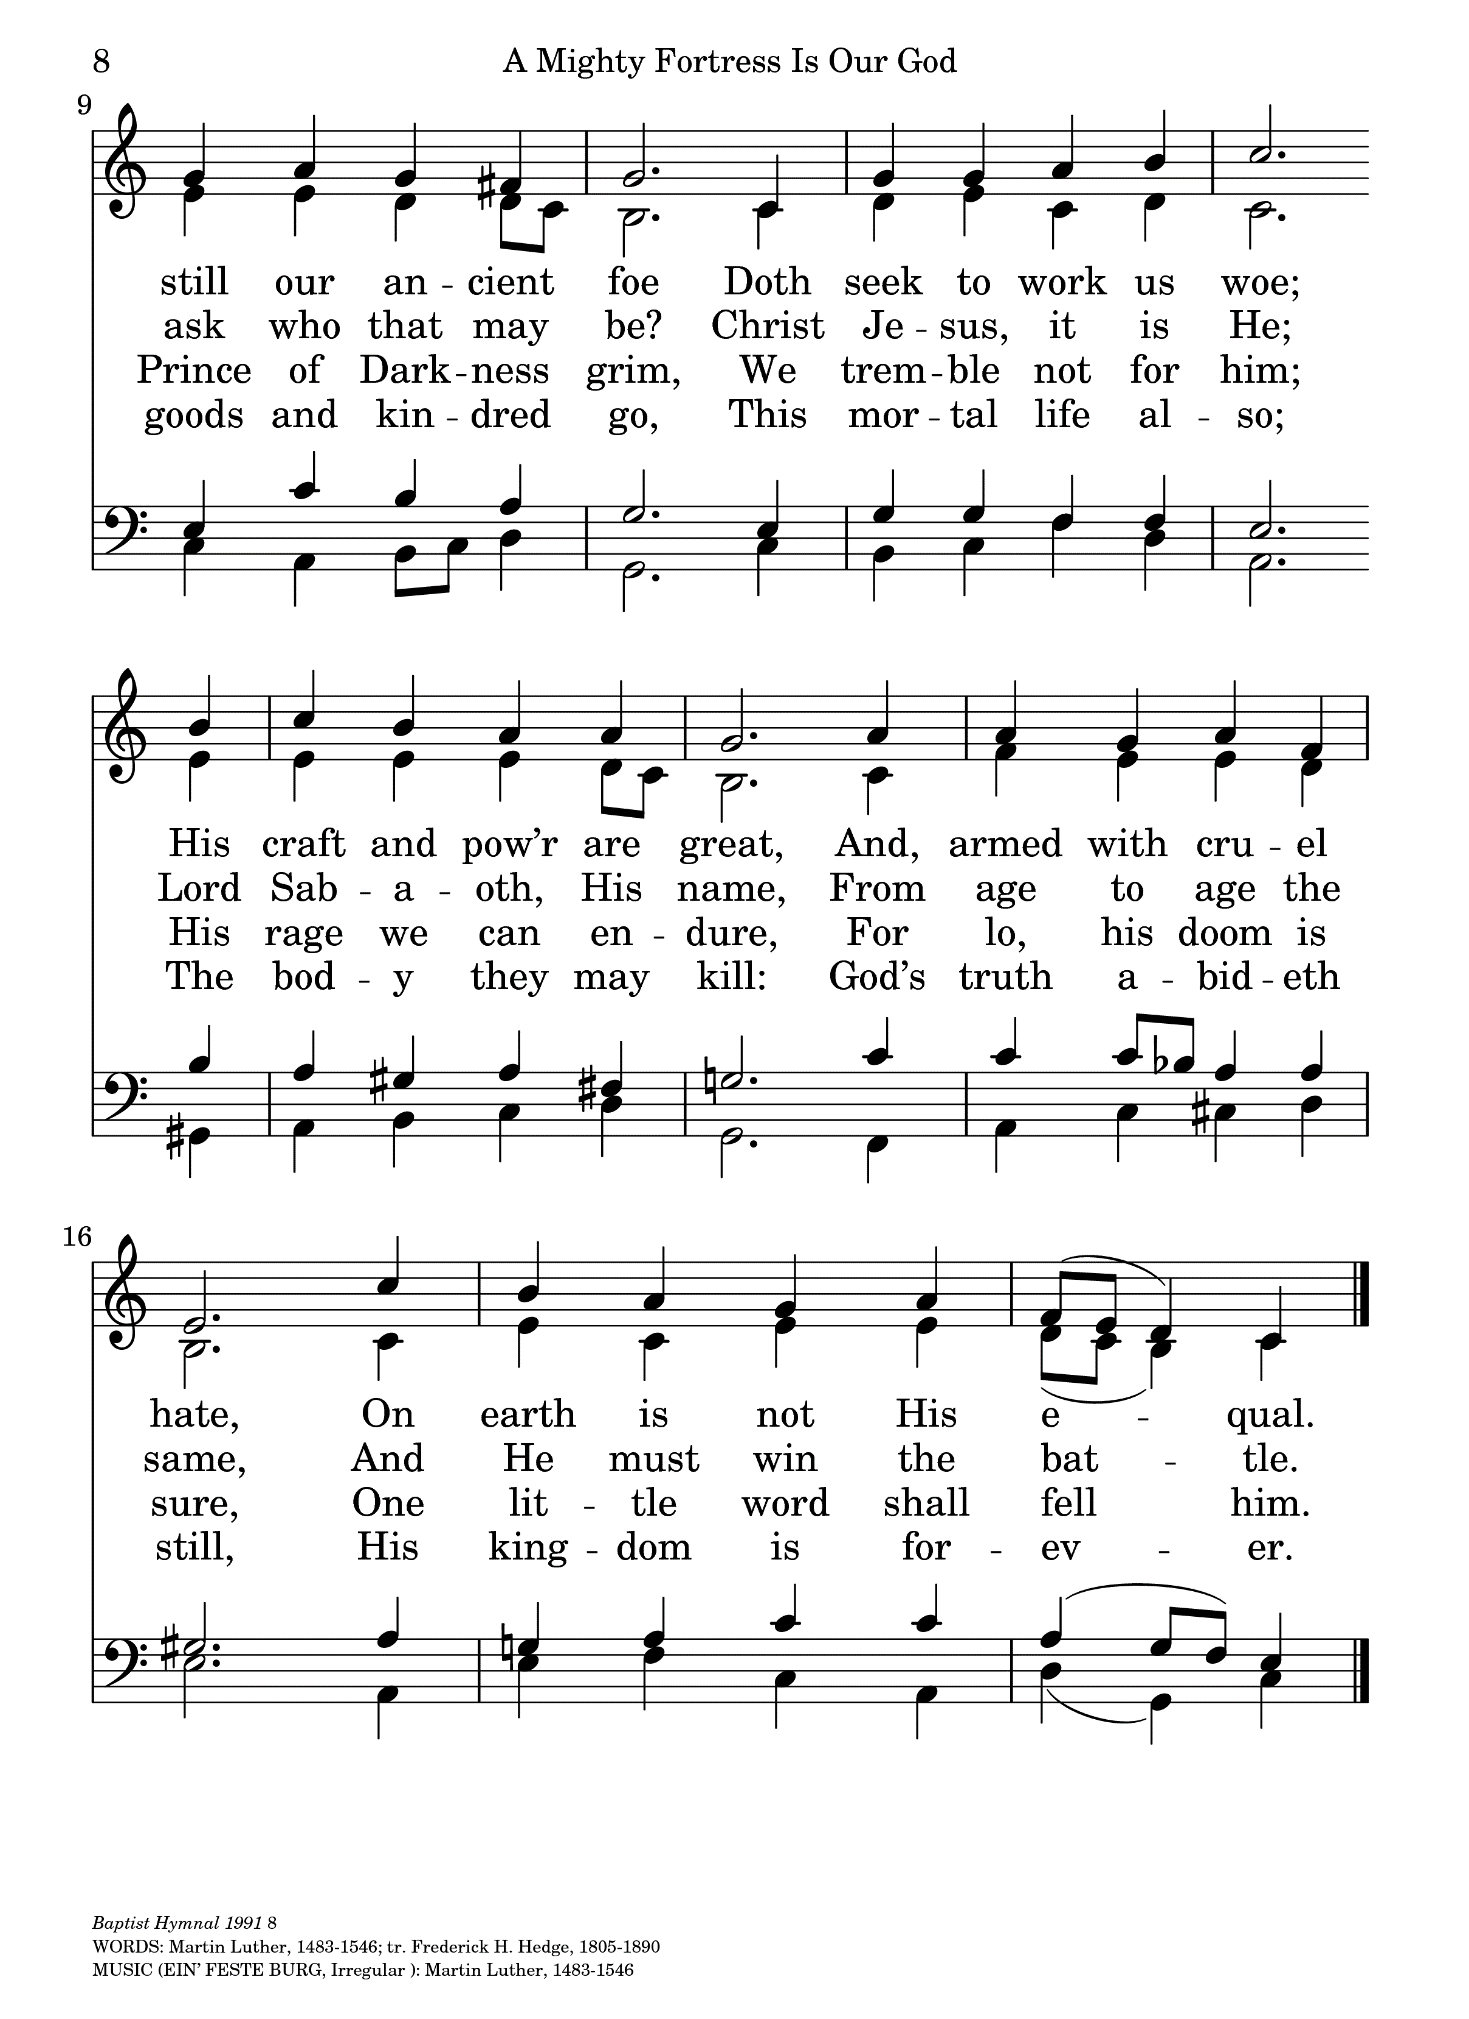 8 A Mighty Fortress Is Our God
9
still our an -- cient foe Doth seek to work us woe;
ask who that may be? Christ Je -- sus, it is He;
Prince of Dark -- ness grim, We trem -- ble not for him;
goods and kin -- dred go, This mor -- tal life al -- so;
His craft and pow’r are great, And, armed with cru -- el
Lord Sab -- a -- oth, His name, From age to age the
His rage we can en -- dure, For lo, his doom is
The bod -- y they may kill: God’s truth a -- bid -- eth
16
hate, On earth is not His e -- qual.
same, And He must win the bat -- tle.
sure, One lit -- tle word shall fell him.
still, His king -- dom is for -- ev -- er.
Baptist Hymnal 1991 8
WORDS: Martin Luther, 1483-1546; tr. Frederick H. Hedge, 1805-1890
MUSIC (EIN’ FESTE BURG, Irregular ): Martin Luther, 1483-1546